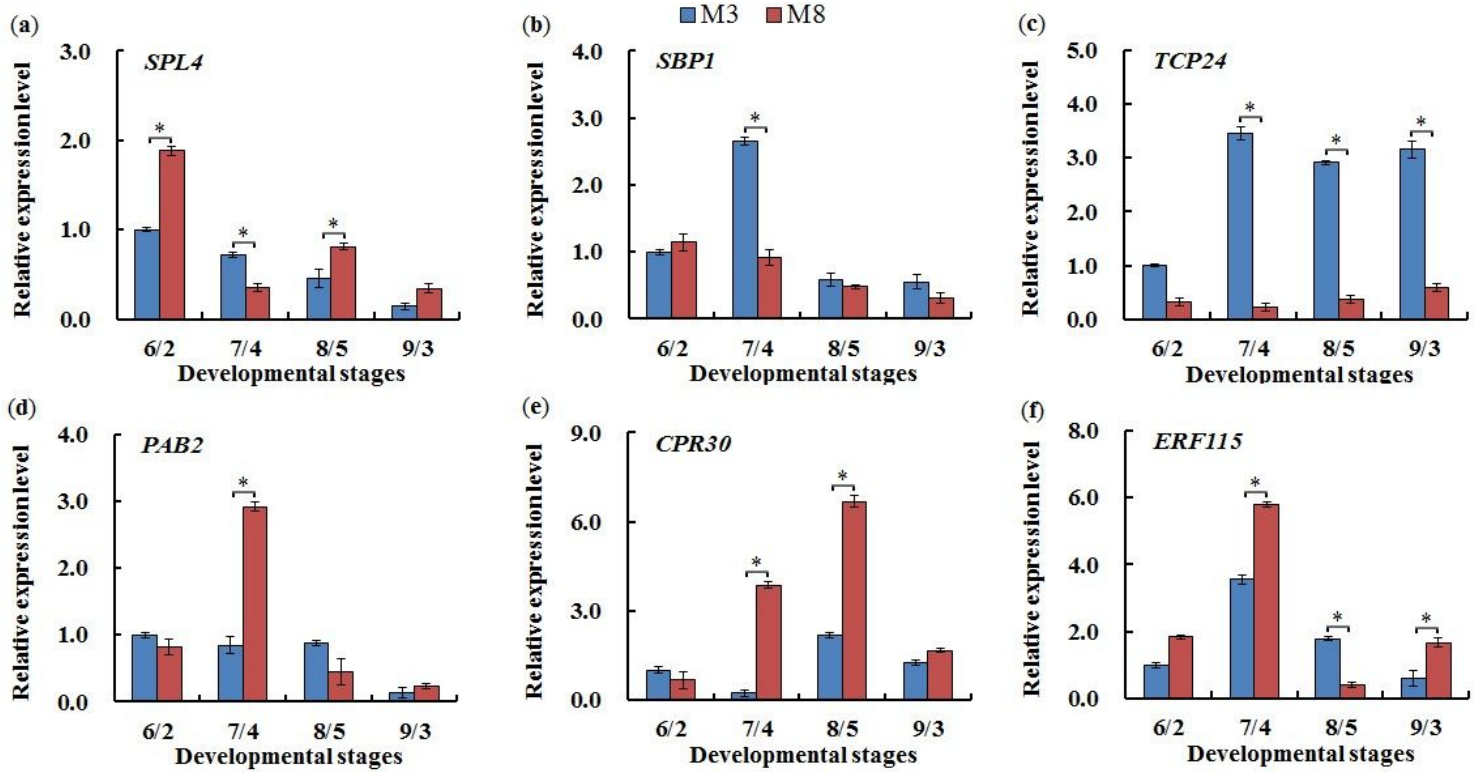 M3 M8
(a)
SPL4
Relative expression level
3.0
2.0
1.0
0.0
*
*
*
6/2 7/4 8/5 9/3
Developmental stages
(b)
SBP1
Relative expression level
4.0
3.0
2.0
1.0
0.0
*
6/2 7/4 8/5 9/3
Developmental stages
(c)
TCP24
Relative expression level
5.0
4.0
3.0
2.0
1.0
0.0
*
*
*
6/2 7/4 8/5 9/3
Developmental stages
(d)
PAB2
Relative expression level
4.0
3.0
2.0
1.0
0.0
*
6/2 7/4 8/5 9/3
Developmental stages
(e)
CPR30
Relative expression level
9.0
6.0
3.0
0.0
*
*
6/2 7/4 8/5 9/3
Developmental stages
(f)
ERF115
Relative expression level
8.0
6.0
4.0
2.0
0.0
*
*
*
6/2 7/4 8/5 9/3
Developmental stages